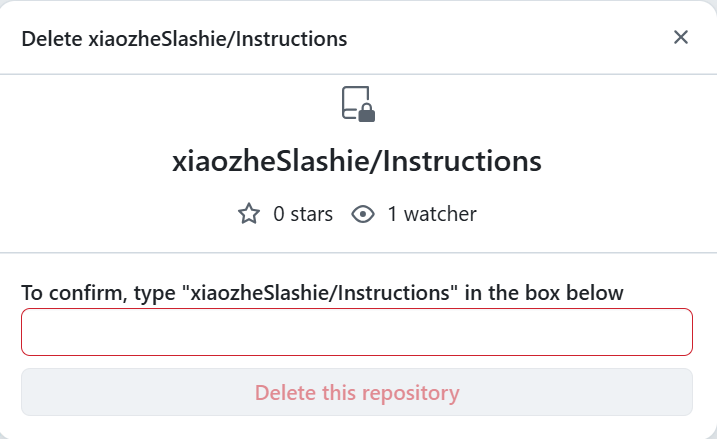 Delete xiaozheSlashie/Instructions
xiaozheSlashie/Instructions
0 stars 1 watcher
To confirm, type "xiaozheSlashie/Instructions" in the box below
Delete this repository